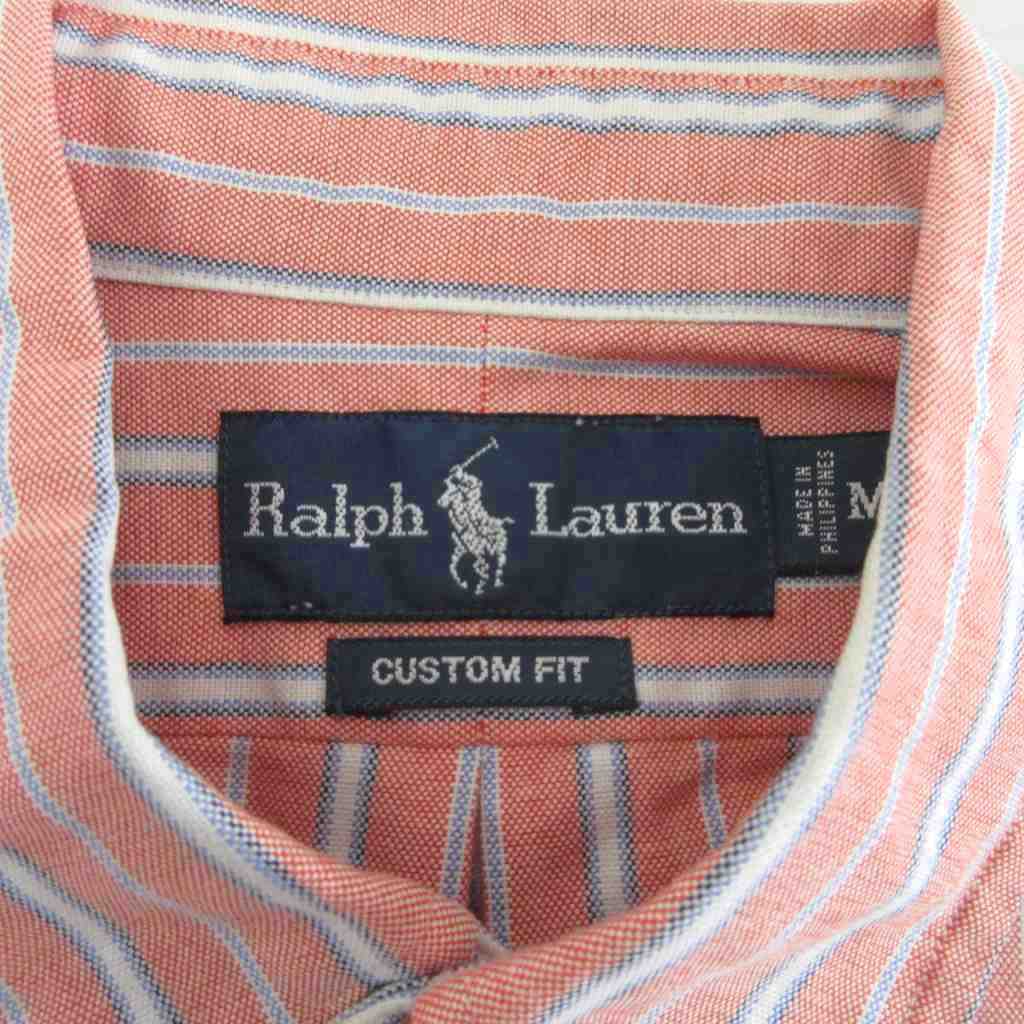 Ralph Lauren
MADE IN
PHILIPPINES
M
CUSTOM FIT